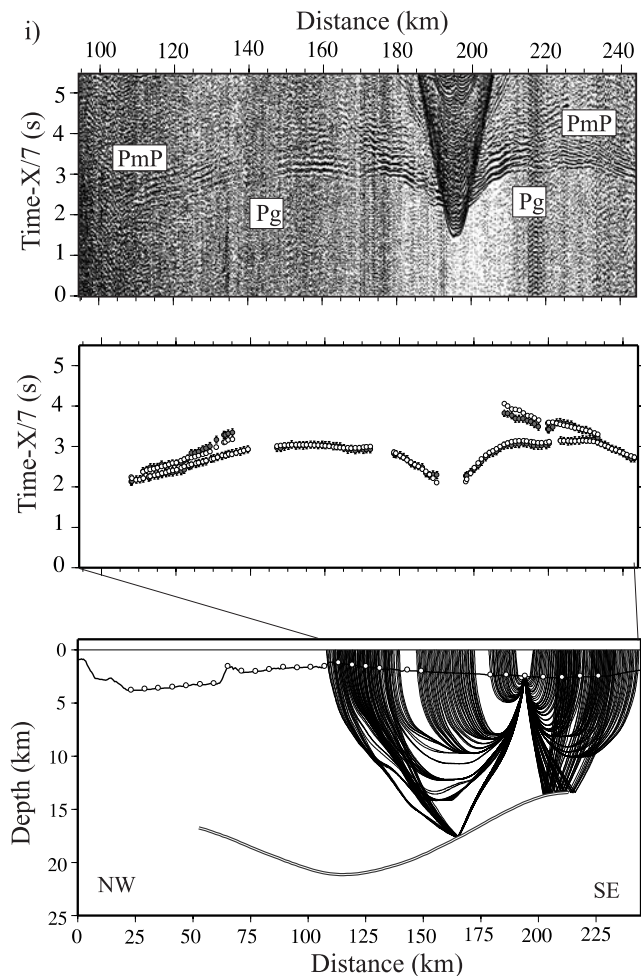 Distance (km)
i)
100 120 140 160 180 200 220 240
5
4
3
2
1
0
Time-X/7 (s)
PmP
Pg
Pg
PmP
5
4
3
2
1
0
Time-X/7 (s)
0
5
10
15
20
25
Depth (km)
NW
SE
0 25 50 75 100 125 150 175 200 225
Distance (km)